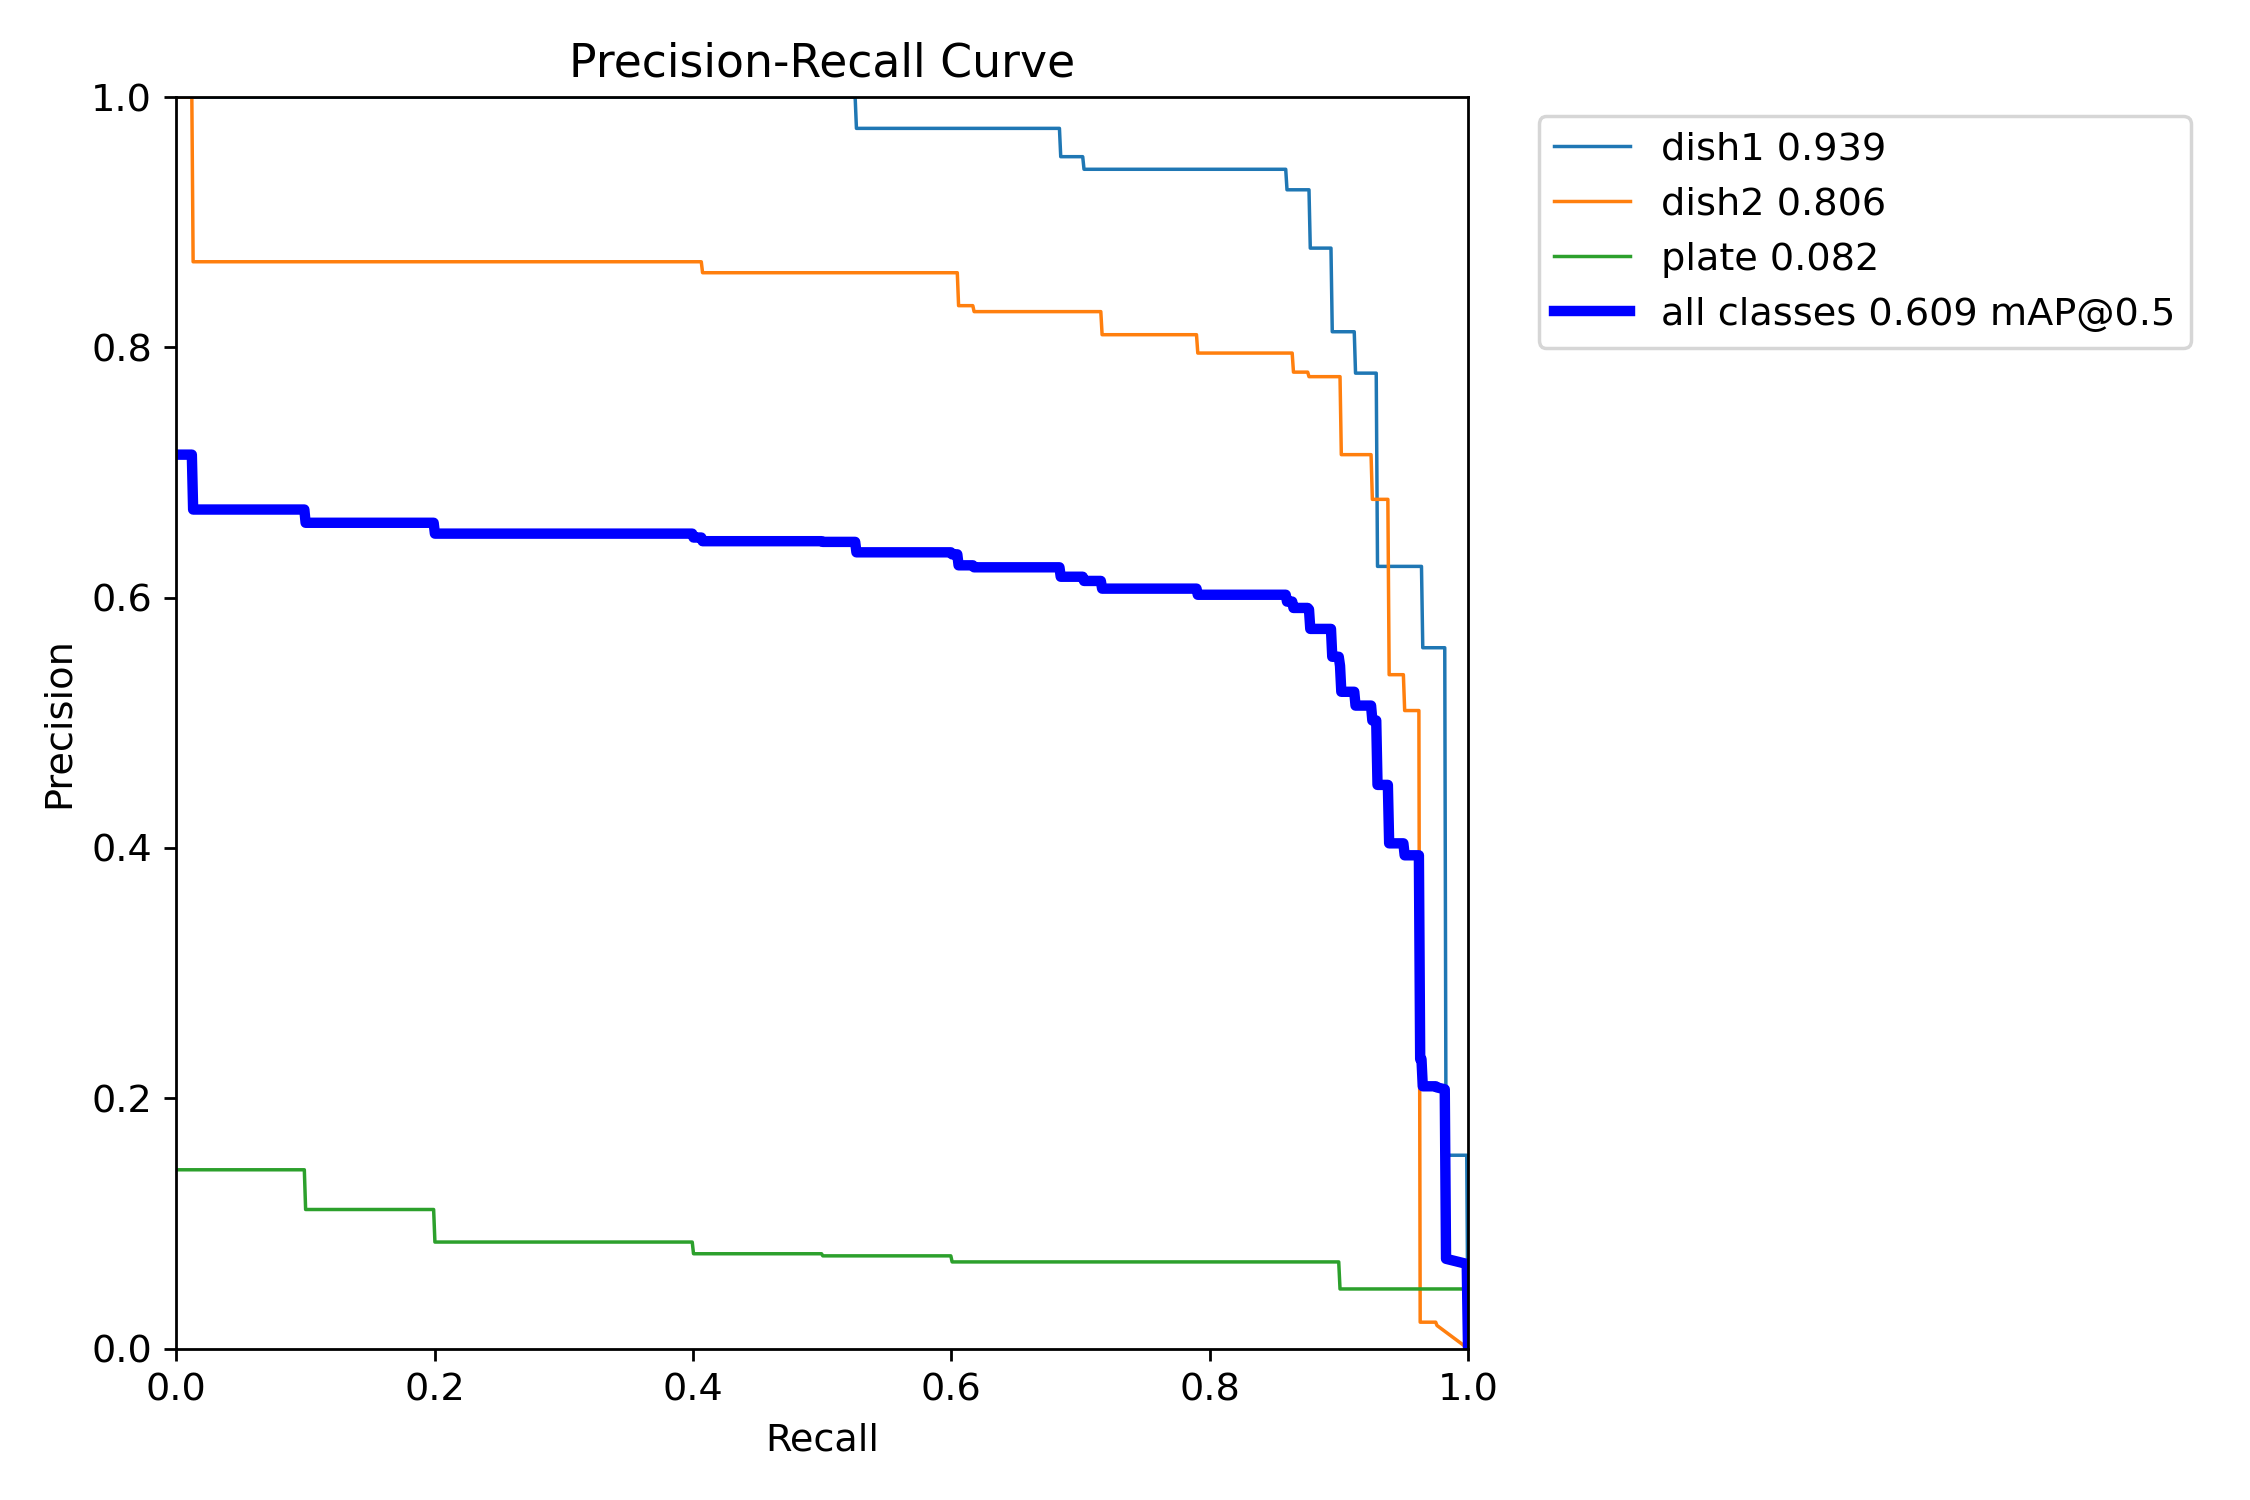 Precision-Recall Curve
1.0
0.8
0.6
0.4
0.2
0.0
Precision
0.0 0.2 0.4 0.6 0.8 1.0
Recall
dish1 0.939
dish2 0.806
plate 0.082
all classes 0.609 mAP@0.5